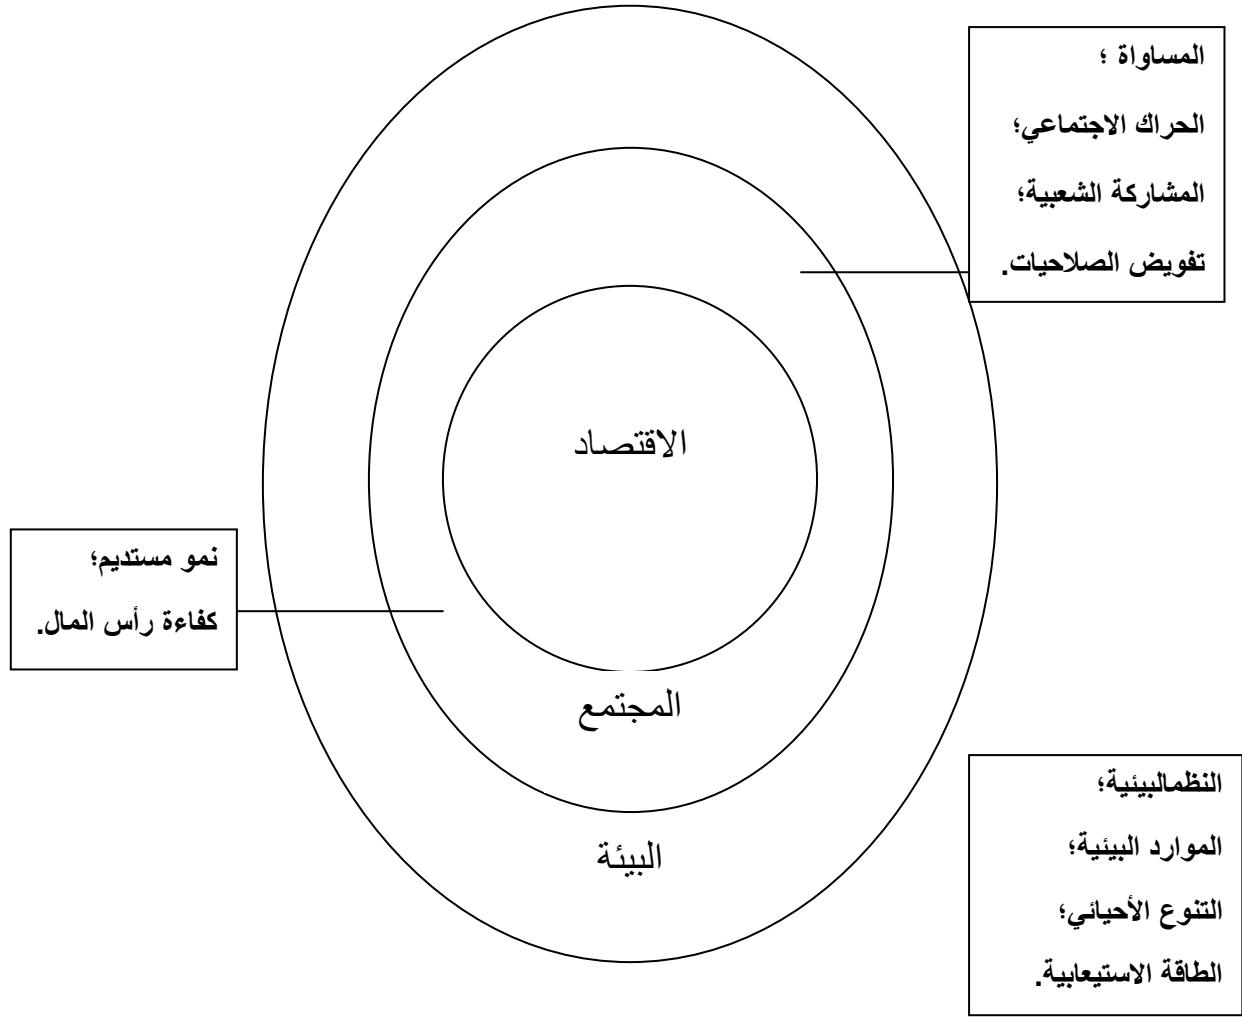 المساواة ؛
الحراك الاجتماعي؛
المشاركة الشعبية؛
تفويض الصلاحيات.
الاقتصاد
نمو مستديم؛
كفاءة رأس المال.
المجتمع
البيئة
النظمالبيئية؛
الموارد البيئية؛
التنوع الأحيائي؛
الطاقة الاستيعابية.